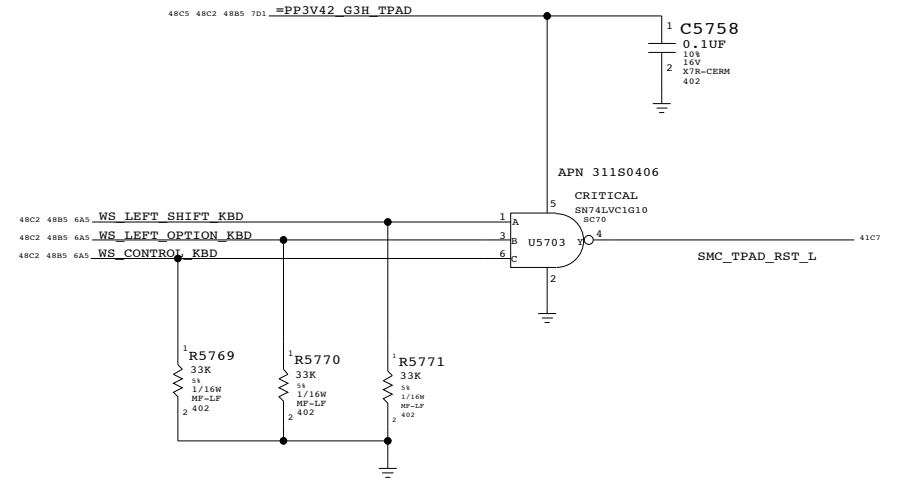 48C5 48C2 48B5 7D1 =PP3V42_G3H_TPAD
1 C5758
0.1UF
10%
16V
2 X7R-CERM
402
APN 311S0406
CRITICAL
5
SN74LVC1G10
SC70
48C2 48B5 6A5 WS_LEFT_SHIFT_KBD 1 A
48C2 48B5 6A5 WS_LEFT_OPTION_KBD 3 B U5703 Y 4 41C7
48C2 48B5 6A5 WS_CONTROL_KBD 6 C SMC_TPAD_RST_L
2
1 R5769
33K
5%
1/16W
MF-LF
2 402
1 R5770
33K
5%
1/16W
MF-LF
2 402
1 R5771
33K
5%
1/16W
MF-LF
2 402